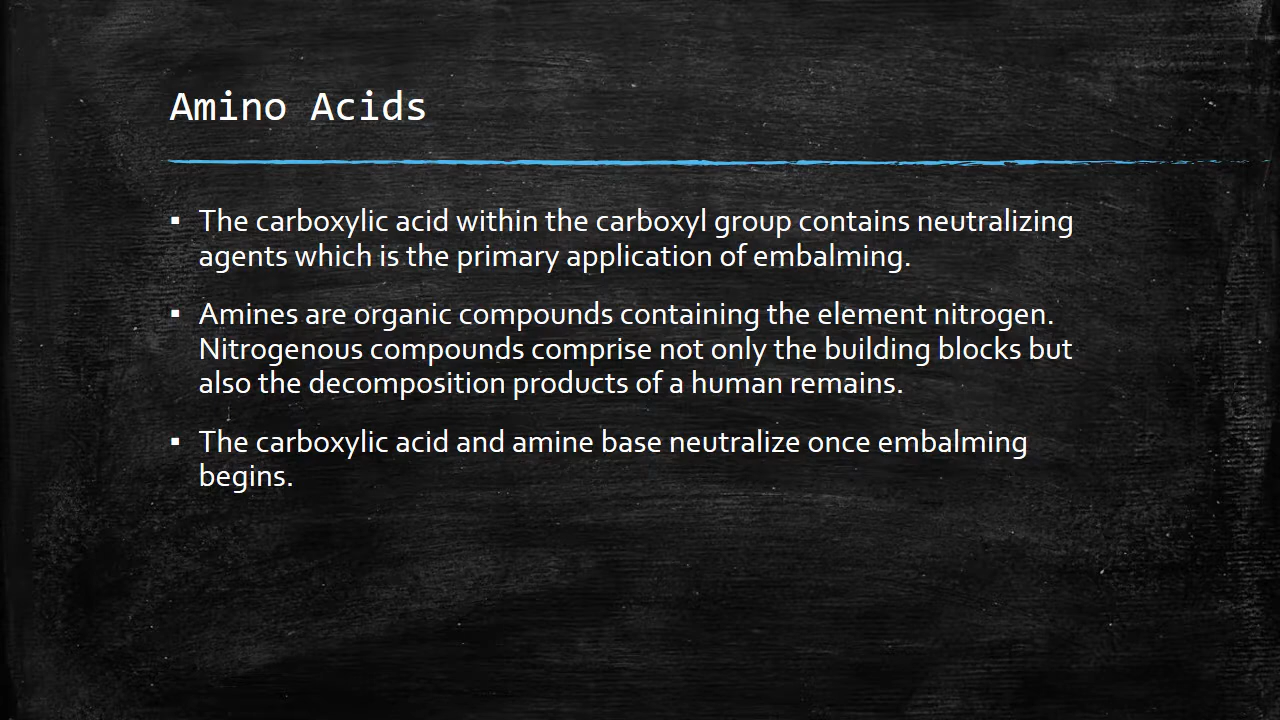 Amino Acids
▪ The carboxylic acid within the carboxyl group contains neutralizing
agents which is the primary application of embalming.
▪ Amines are organic compounds containing the element nitrogen.
Nitrogenous compounds comprise not only the building blocks but
also the decomposition products of a human remains.
▪ The carboxylic acid and amine base neutralize once embalming
begins.